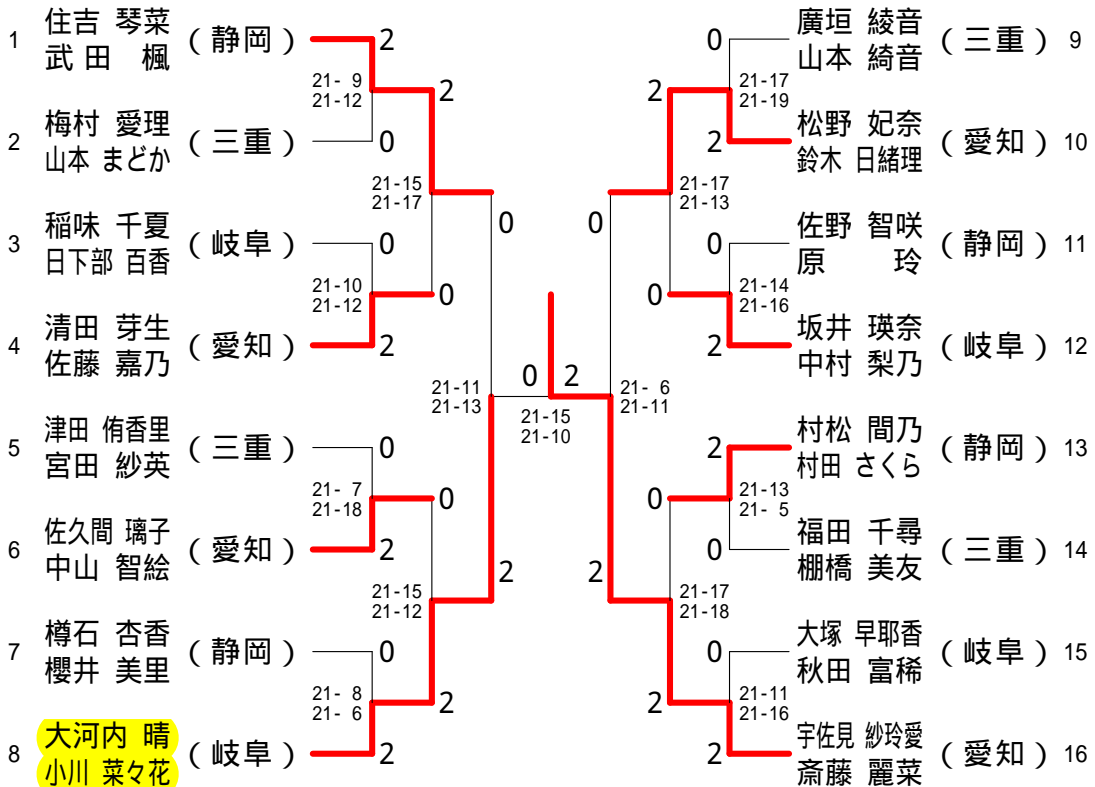 1 住吉 琴菜 武田 楓 (静岡) 2
21- 9
21-12
2
2 梅村 愛理 山本 まどか (三重) 0
21-15
21-17
0
3 稲味 千夏 日下部 百香 (岐阜) 0
21-10
21-12
0
4 清田 芽生 佐藤 嘉乃 (愛知) 2
21-11
21-13
0 2
21-15
21-10
5 津田 侑香里 宮田 紗英 (三重) 0
21- 7
21-18
0
6 佐久間 璃子 中山 智絵 (愛知) 2
21-15
21-12
2
7 樽石 杏香 櫻井 美里 (静岡) 0
21- 8
21- 6
2
8 大河内 晴 小川 菜々花 (岐阜) 2
0 廣垣 綾音 山本 綺音 (三重) 9
2
21-17
21-19
2 松野 妃奈 鈴木 日緒理 (愛知) 10
0
21-17
21-13
0 佐野 智咲 原 玲 (静岡) 11
0
21-14
21-16
2 坂井 瑛奈 中村 梨乃 (岐阜) 12
21- 6
21-11
2 村松 間乃 村田 さくら (静岡) 13
0
21-13
21- 5
0 福田 千尋 棚橋 美友 (三重) 14
2
21-17
21-18
0 大塚 早耶香 秋田 富稀 (岐阜) 15
2
21-11
21-16
2 宇佐見 紗玲愛 斎藤 麗菜 (愛知) 16